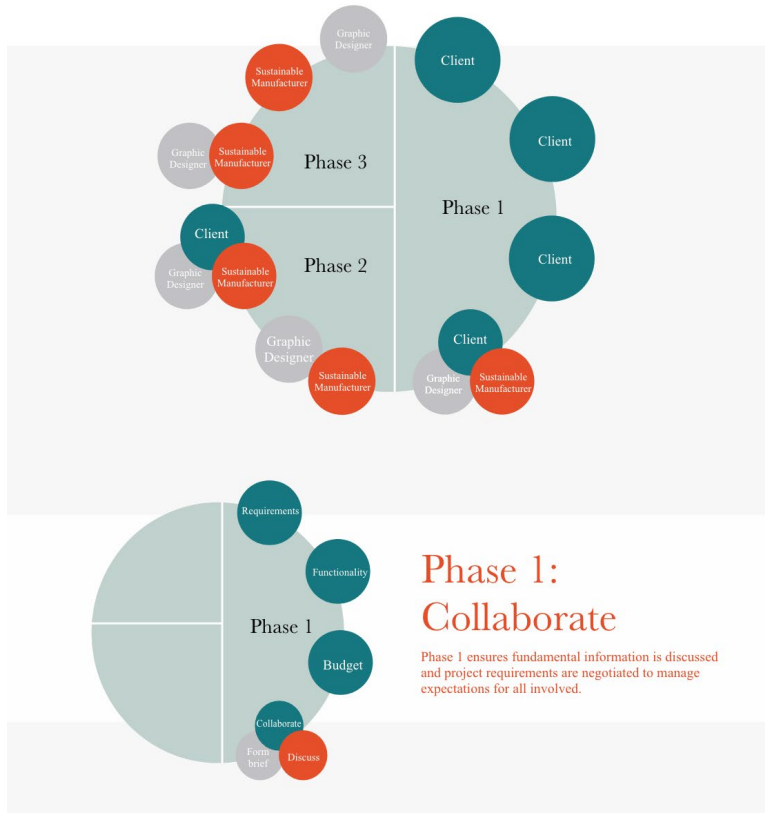 Graphic
Designer
Client
Sustainable
Manufacturer
Client
Graphic
Designer
Sustainable
Manufacturer
Phase 3
Phase 1
Client
Client
Phase 2
Graphic
Designer
Sustainable
Manufacturer
Graphic
Designer
Client
Sustainable
Manufacturer
Graphic
Designer
Sustainable
Manufacturer
Requirements
Functionality
Phase 1
Budget
Collaborate
Form
brief
Discuss
Phase 1:
Collaborate
Phase 1 ensures fundamental information is discussed
and project requirements are negotiated to manage
expectations for all involved.